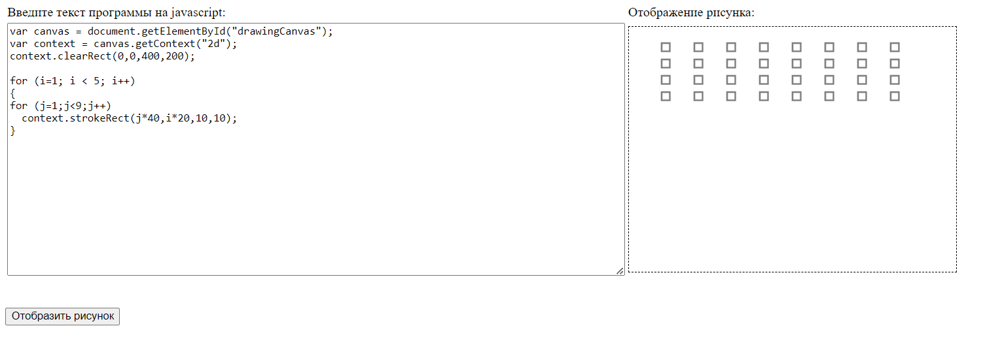 Введите текст программы на javascript:
Отображение рисунка:
var canvas = document.getElementById("drawingCanvas");
var context = canvas.getContext("2d");
context.clearRect(0,0,400,200);

for (i=1; i < 5; i++)
{
for (j=1;j<9;j++)
  context.strokeRect(j*40,i*20,10,10);
}
Отобразить рисунок